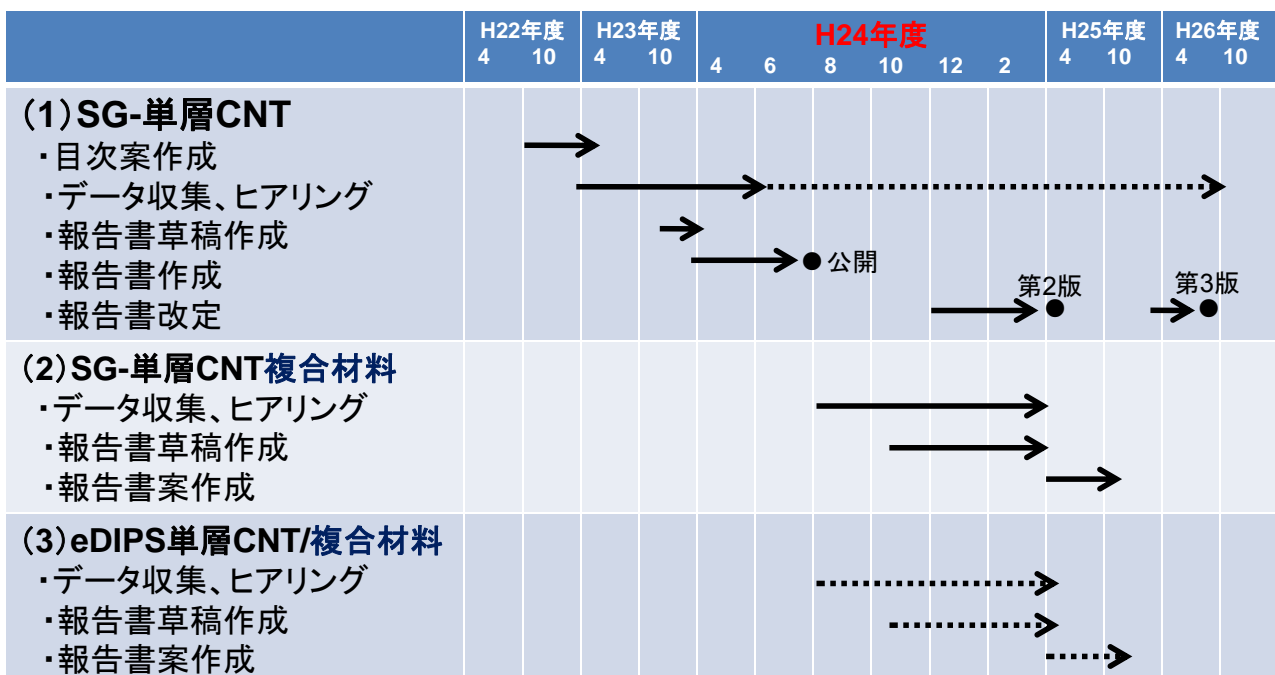 H22年度 H23年度 H24年度 H25年度 H26年度
4 10 4 10 4 6 8 10 12 2 4 10 4 10
（1）SG-単層CNT
・目次案作成
・データ収集、ヒアリング
・報告書草稿作成
・報告書作成 ●公開
・報告書改定 第2版 ● 第3版 ●
（2）SG-単層CNT複合材料
・データ収集、ヒアリング
・報告書草稿作成
・報告書案作成
（3）eDIPS単層CNT/複合材料
・データ収集、ヒアリング
・報告書草稿作成
・報告書案作成